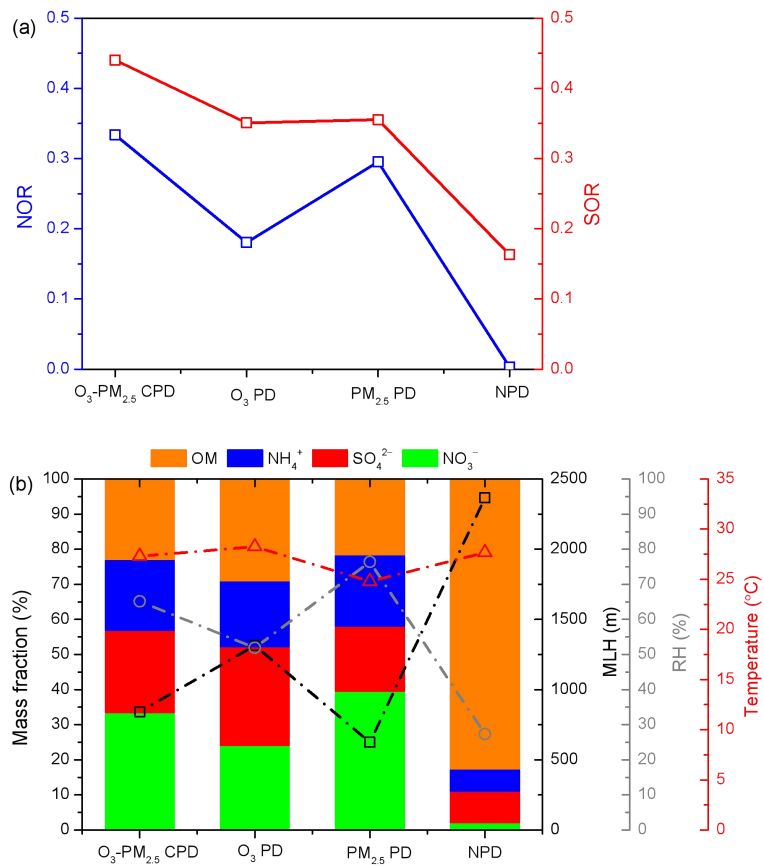 (a)
0.5 0.5
0.4 0.4
0.3 0.3
0.2 0.2
0.1 0.1
0.0 0.0
NOR
SOR
O₃-PM₂.₅ CPD O₃ PD PM₂.₅ PD NPD
OM NH₄⁺ SO₄²⁻ NO₃⁻
(b)
100 2500 100 35
90 30
80 2000 80 25
70 70
60 1500 60 20
50 50
40 1000 40 15
30 30 10
20 500 20
10 10 5
0 0 0 0
Mass fraction (%)
MLH (m)
RH (%)
Temperature (°C)
O₃-PM₂.₅ CPD O₃ PD PM₂.₅ PD NPD